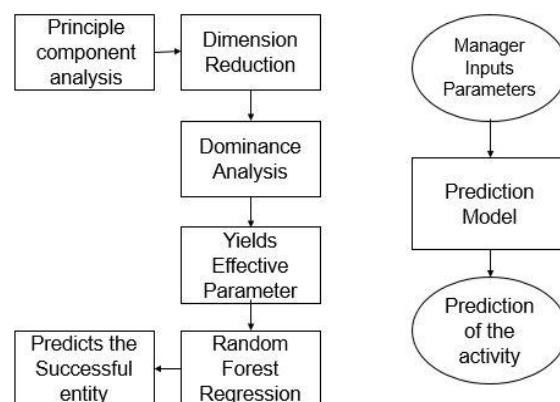 Principle
component
analysis
Dimension
Reduction
Dominance
Analysis
Yields
Effective
Parameter
Random
Forest
Regression
Predicts the
Successful
entity
Manager
Inputs
Parameters
Prediction
Model
Prediction
of the
activity